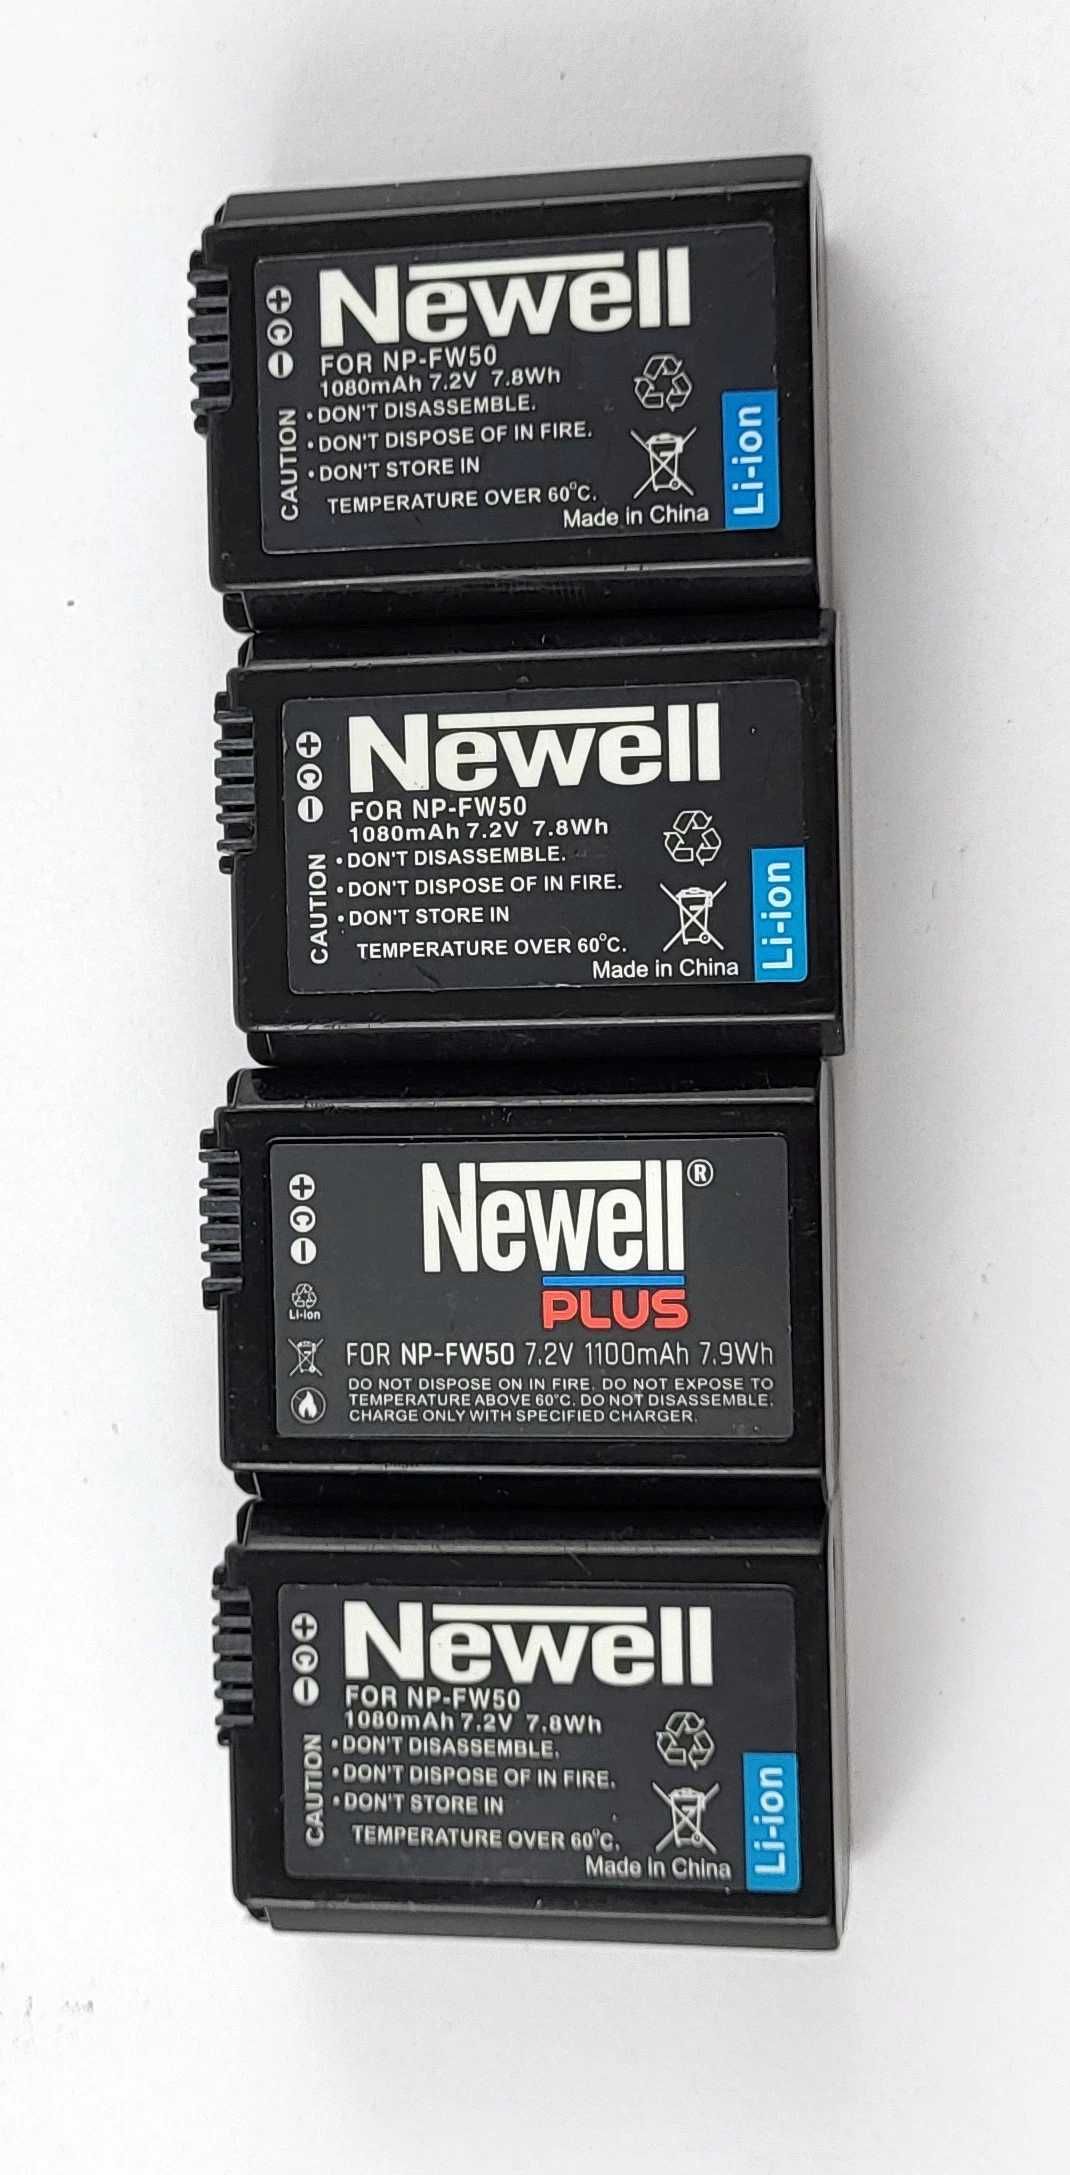 Newell
FOR NP-FW50
1080mAh 7.2V 7.8Wh
+ C −
CAUTION
• DON'T DISASSEMBLE.
• DON'T DISPOSE OF IN FIRE.
• DON'T STORE IN
TEMPERATURE OVER 60°C.
Made in China
Li-ion
Newell
FOR NP-FW50
1080mAh 7.2V 7.8Wh
+ C −
CAUTION
• DON'T DISASSEMBLE.
• DON'T DISPOSE OF IN FIRE.
• DON'T STORE IN
TEMPERATURE OVER 60°C.
Made in China
Li-ion
Newell®
PLUS
+ C −
Li-ion
FOR NP-FW50 7.2V 1100mAh 7.9Wh
DO NOT DISPOSE ON IN FIRE. DO NOT EXPOSE TO
TEMPERATURE ABOVE 60°C. DO NOT DISASSEMBLE.
CHARGE ONLY WITH SPECIFIED CHARGER.
Newell
FOR NP-FW50
1080mAh 7.2V 7.8Wh
+ C −
CAUTION
• DON'T DISASSEMBLE.
• DON'T DISPOSE OF IN FIRE.
• DON'T STORE IN
TEMPERATURE OVER 60°C.
Made in China
Li-ion